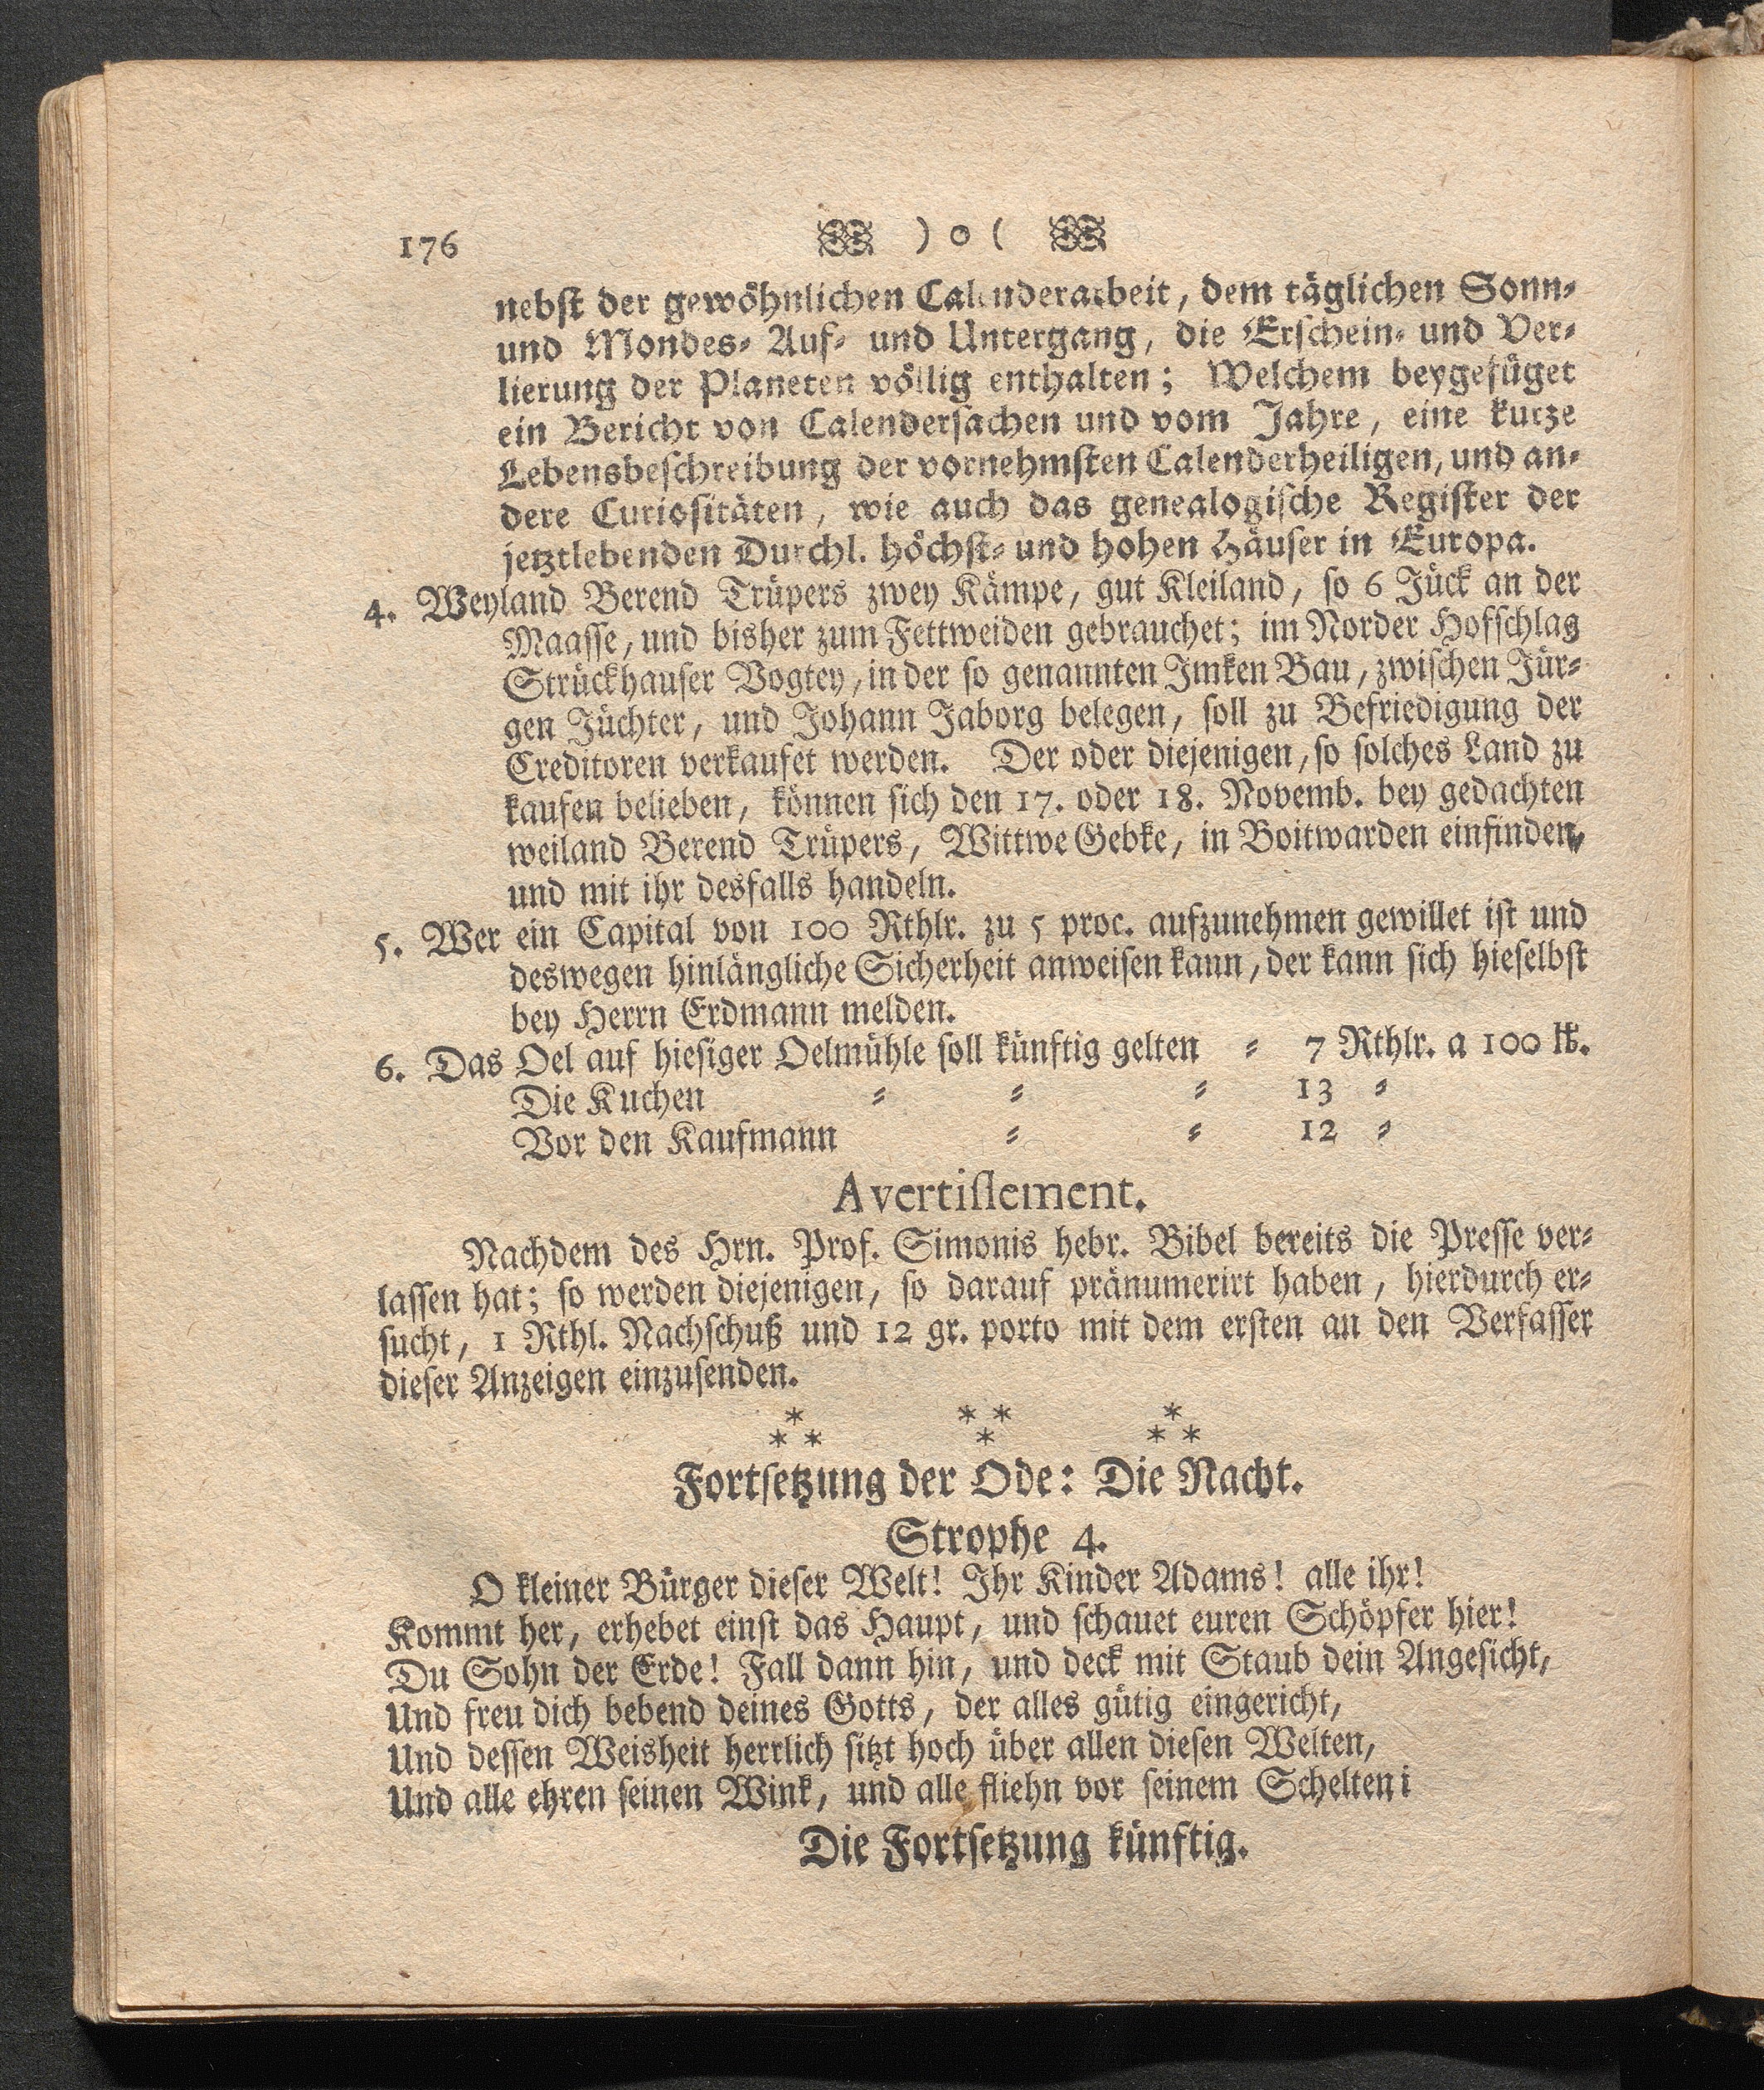 176 ) o (
nebst der gewöhnlichen Calenderarbeit, dem täglichen Sonn-
und Mondes- Auf- und Untergang, die Erschein- und Ver-
lierung der Planeten völlig enthalten; Welchem beygefüget
ein Bericht von Calendersachen und vom Jahre, eine kurze
Lebensbeschreibung der vornehmsten Calenderheiligen, und an-
dere Curiositäten, wie auch das genealogische Register der
jetztlebenden Durchl. höchst- und hohen Häuser in Europa.
4. Weyland Berend Trüpers zwey Kämpe, gut Kleiland, so 6 Jück an der
Maasse, und bisher zum Fettweiden gebrauchet; im Norder Hofschlag
Strückhauser Vogtey, in der so genannten Imken Bau, zwischen Jür-
gen Jüchter, und Johann Jaborg belegen, soll zu Befriedigung der
Creditoren verkaufet werden. Der oder diejenigen, so solches Land zu
kaufen belieben, können sich den 17. oder 18. Novemb. bey gedachten
weiland Berend Trüpers, Wittwe Gebke, in Boitwarden einfinden,
und mit ihr desfalls handeln.
5. Wer ein Capital von 100 Rthlr. zu 5 proc. aufzunehmen gewillet ist und
deswegen hinlängliche Sicherheit anweisen kann, der kann sich hieselbst
bey Herrn Erdmann melden.
6. Das Oel auf hiesiger Oelmühle soll künftig gelten - 7 Rthlr. a 100 ℔.
Die Kuchen - - - 13 -
Vor den Kaufmann - - 12 -
Avertissement.
Nachdem des Hrn. Prof. Simonis hebr. Bibel bereits die Presse ver-
lassen hat; so werden diejenigen, so darauf pränumerirt haben, hierdurch er-
sucht, 1 Rthl. Nachschuß und 12 gr. porto mit dem ersten an den Verfasser
dieser Anzeigen einzusenden.
* * * *
* * * * *
Fortsetzung der Ode: Die Nacht.
Strophe 4.
O kleiner Bürger dieser Welt! Ihr Kinder Adams! alle ihr!
Kommt her, erhebet einst das Haupt, und schauet euren Schöpfer hier!
Du Sohn der Erde! Fall dann hin, und deck mit Staub dein Angesicht,
Und freu dich bebend deines Gotts, der alles gütig eingericht,
Und dessen Weisheit herrlich sitzt hoch über allen diesen Welten,
Und alle ehren seinen Wink, und alle fliehn vor seinem Schelten i
Die Fortsetzung künftig.